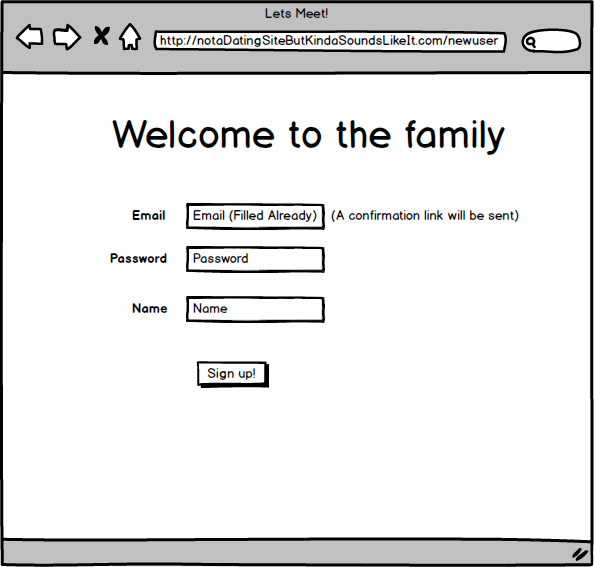 Lets Meet!
http://notaDatingSiteButKindaSoundsLikeIt.com/newuser
Welcome to the family
Email Email (Filled Already) (A confirmation link will be sent)
Password Password
Name Name
Sign up!